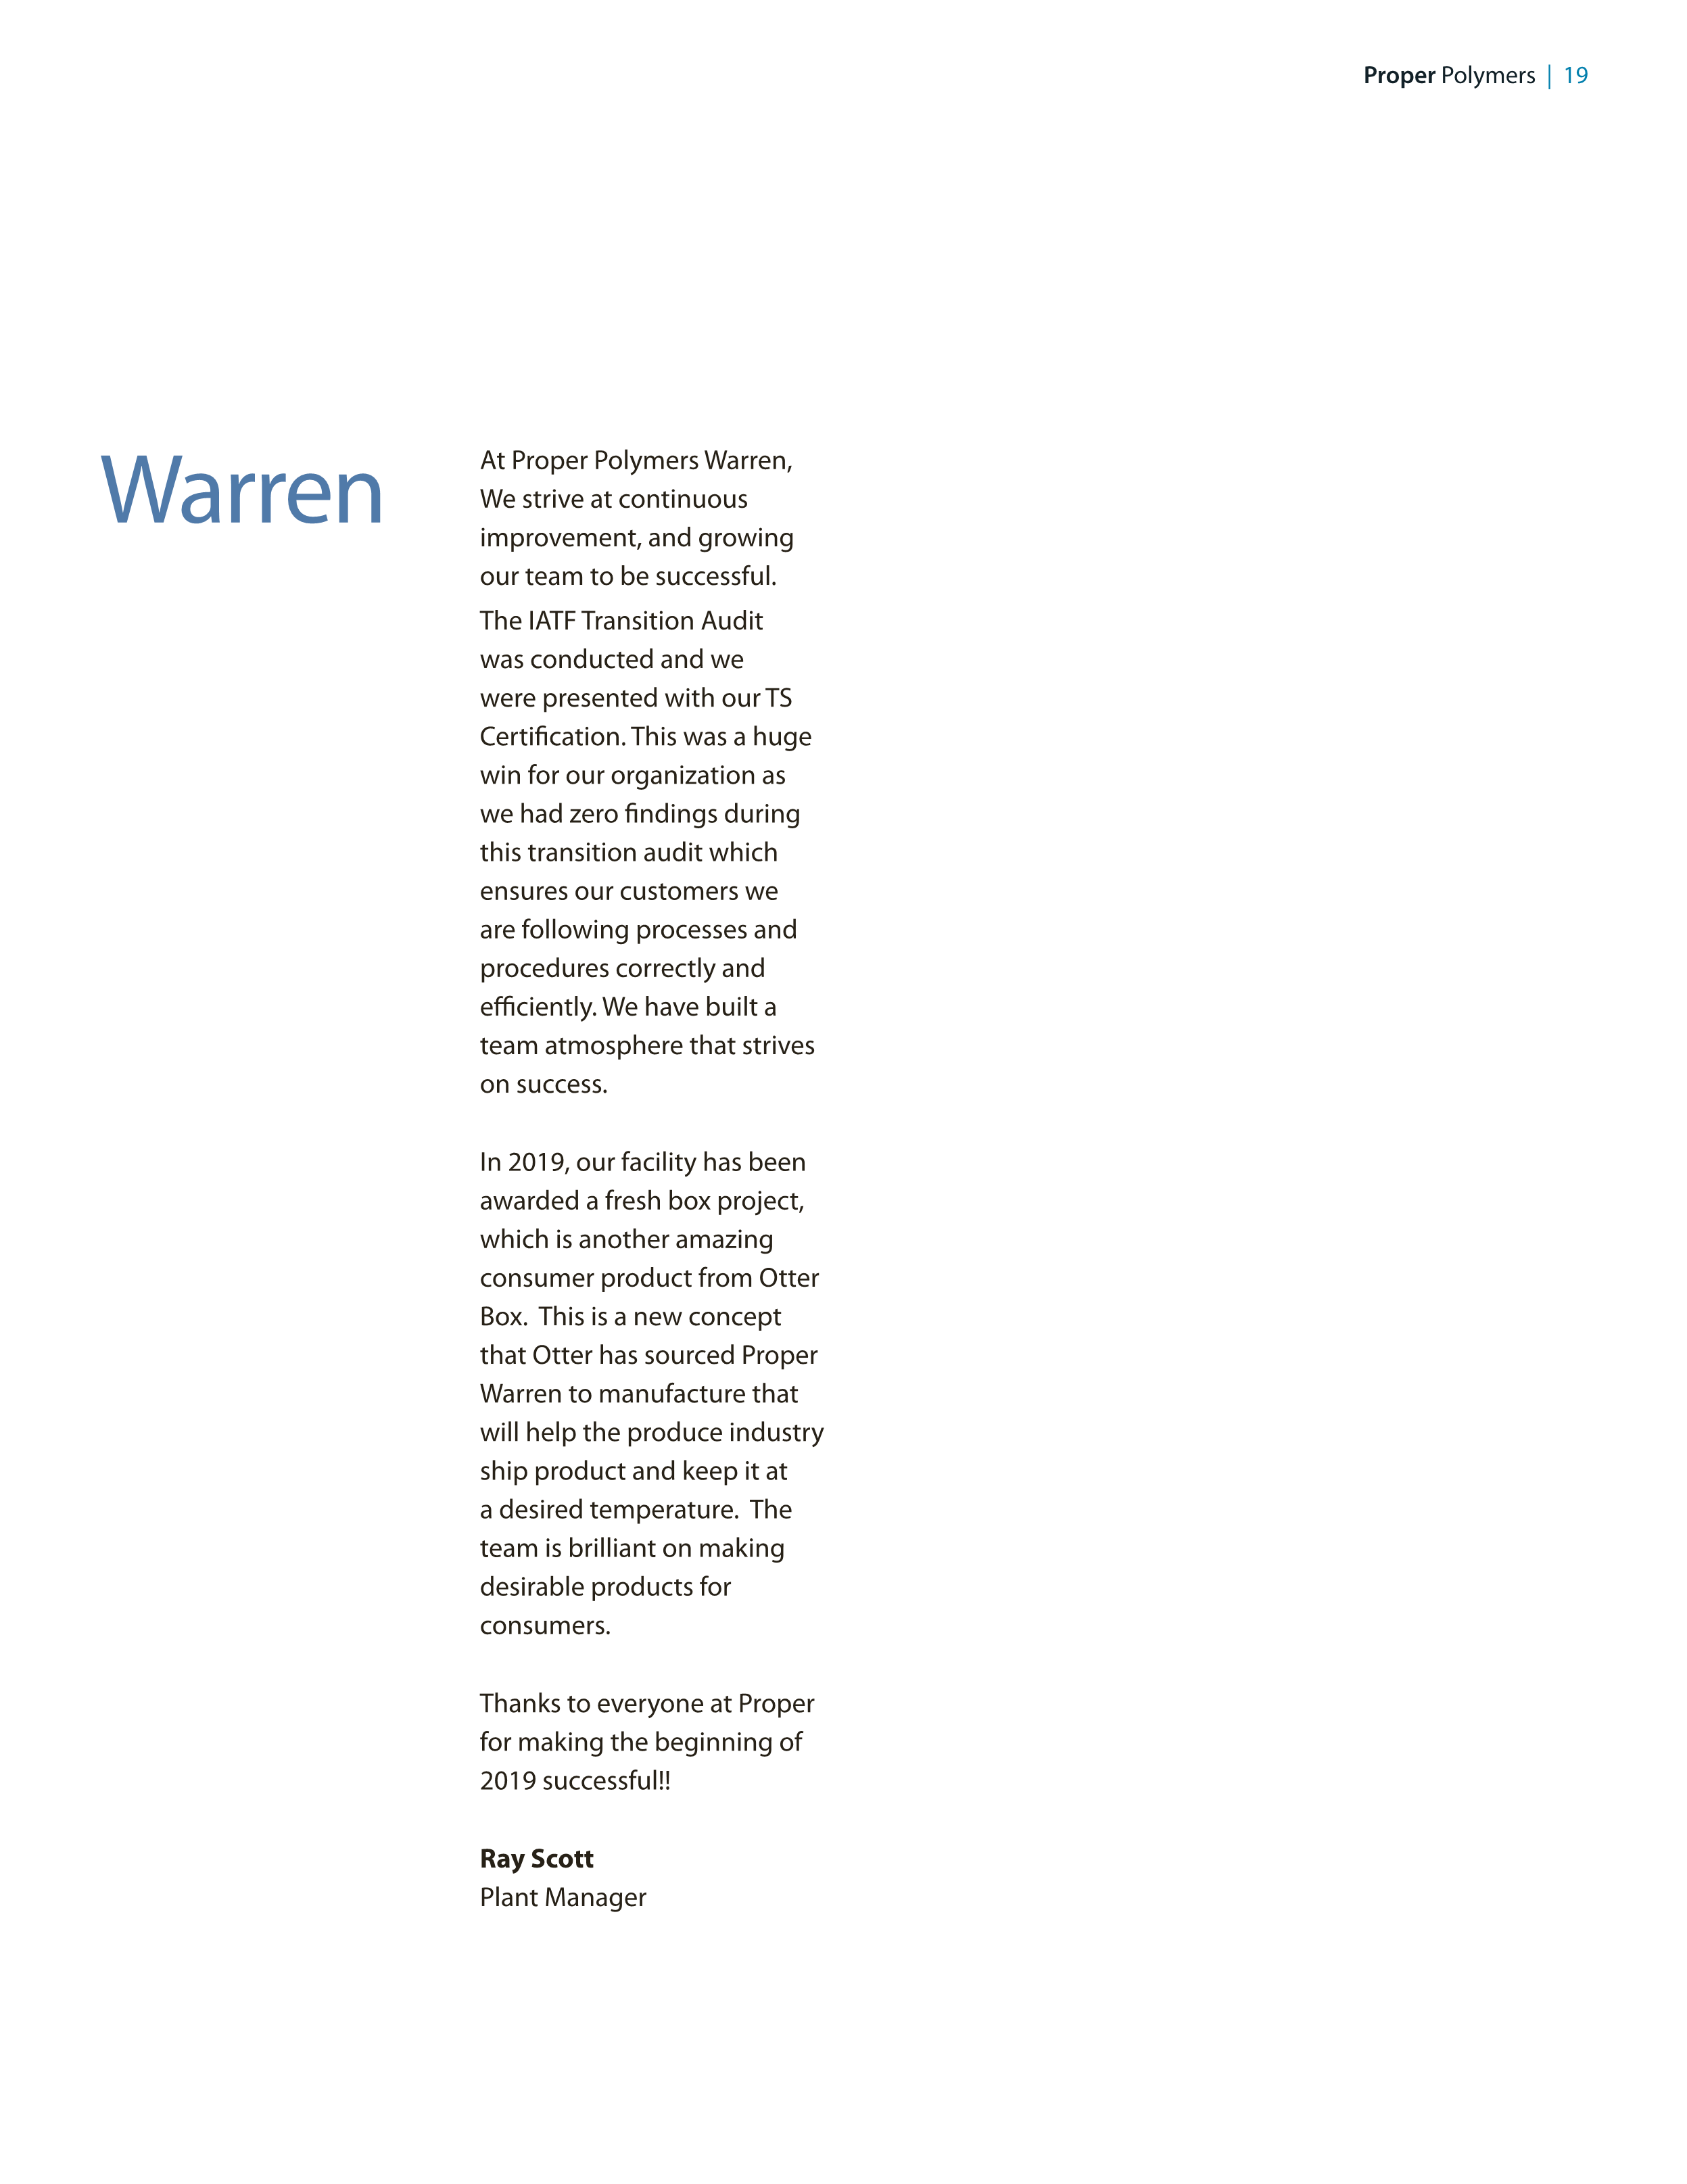 Proper Polymers | 19
Warren
At Proper Polymers Warren,
We strive at continuous
improvement, and growing
our team to be successful.
The IATF Transition Audit
was conducted and we
were presented with our TS
Certification. This was a huge
win for our organization as
we had zero findings during
this transition audit which
ensures our customers we
are following processes and
procedures correctly and
efficiently. We have built a
team atmosphere that strives
on success.
In 2019, our facility has been
awarded a fresh box project,
which is another amazing
consumer product from Otter
Box.  This is a new concept
that Otter has sourced Proper
Warren to manufacture that
will help the produce industry
ship product and keep it at
a desired temperature.  The
team is brilliant on making
desirable products for
consumers.
Thanks to everyone at Proper
for making the beginning of
2019 successful!!
Ray Scott
Plant Manager